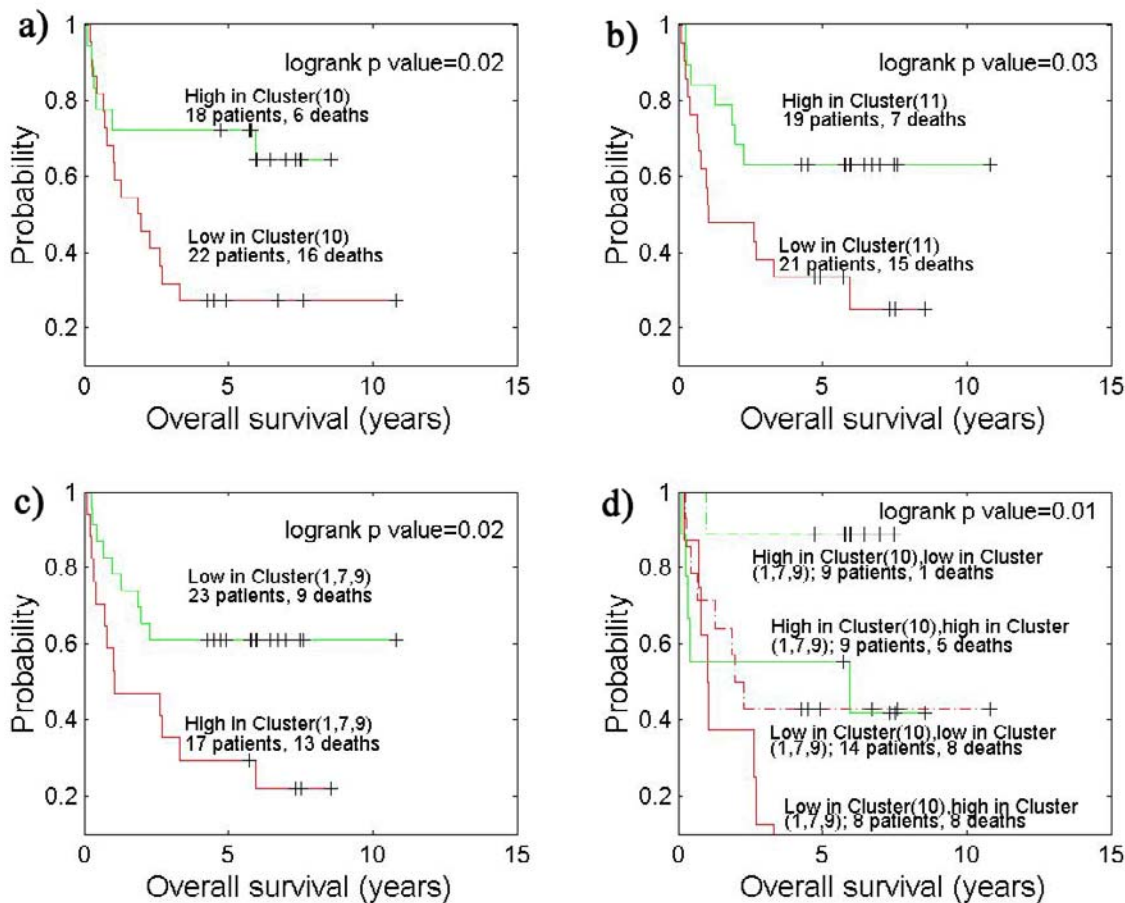 a)
1
0.8
0.6
0.4
0.2
Probability
logrank p value=0.02
High in Cluster(10)
18 patients, 6 deaths
Low in Cluster(10)
22 patients, 16 deaths
0 5 10 15
Overall survival (years)
b)
1
0.8
0.6
0.4
0.2
Probability
logrank p value=0.03
High in Cluster(11)
19 patients, 7 deaths
Low in Cluster(11)
21 patients, 15 deaths
0 5 10 15
Overall survival (years)
c)
1
0.8
0.6
0.4
0.2
Probability
logrank p value=0.02
Low in Cluster(1,7,9)
23 patients, 9 deaths
High in Cluster(1,7,9)
17 patients, 13 deaths
0 5 10 15
Overall survival (years)
d)
1
0.8
0.6
0.4
0.2
Probability
logrank p value=0.01
High in Cluster(10),low in Cluster
(1,7,9); 9 patients, 1 deaths
High in Cluster(10),high in Cluster
(1,7,9); 9 patients, 5 deaths
Low in Cluster(10),low in Cluster
(1,7,9); 14 patients, 8 deaths
Low in Cluster(10),high in Cluster
(1,7,9); 8 patients, 8 deaths
0 5 10 15
Overall survival (years)